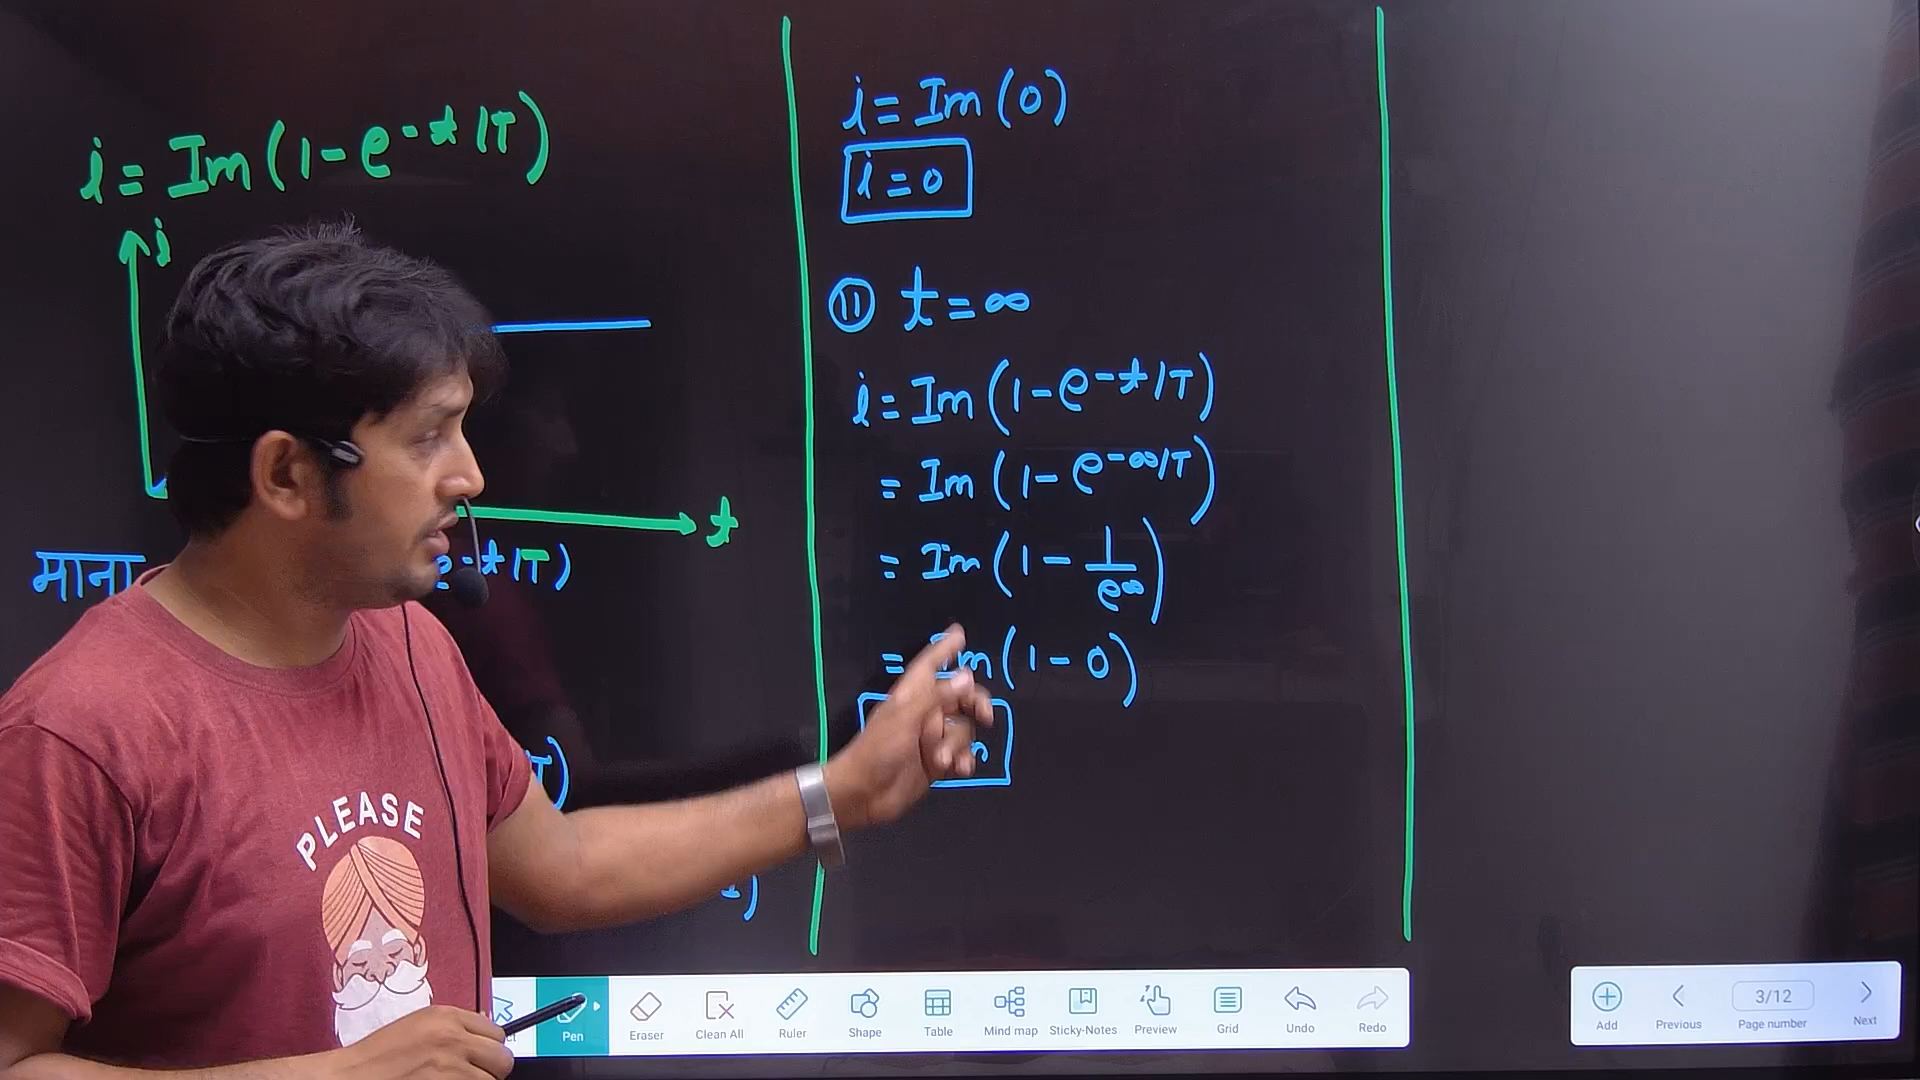 i = Im (1 - e^-t/T)
i
t
माना e^-t/T)
T)
i = Im (0)
i = 0
(11) t = ∞
i = Im (1 - e^-t/T)
= Im (1 - e^-∞/T)
= Im (1 - 1/e^∞)
= Im (1 - 0)
PLEASE
Pen
Eraser
Clean All
Ruler
Shape
Table
Mind map
Sticky-Notes
Preview
Grid
Undo
Redo
Add
Previous
3/12
Page number
Next